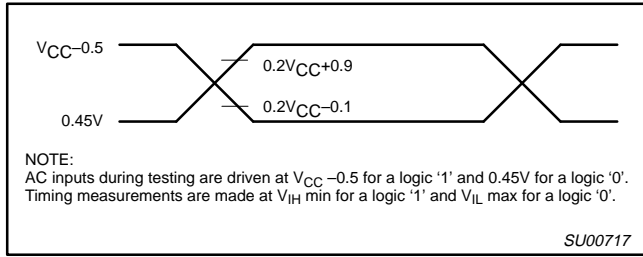 VCC–0.5
0.2VCC+0.9
0.2VCC–0.1
0.45V
NOTE:
AC inputs during testing are driven at VCC –0.5 for a logic ‘1’ and 0.45V for a logic ‘0’.
Timing measurements are made at VIH min for a logic ‘1’ and VIL max for a logic ‘0’.
SU00717